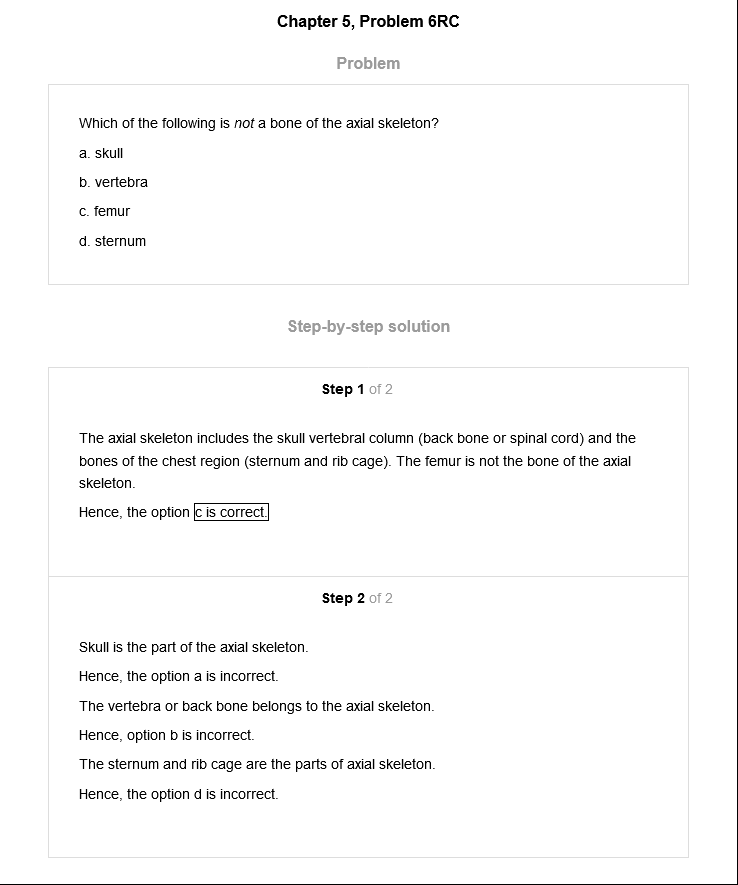 Chapter 5, Problem 6RC
Problem
Which of the following is not a bone of the axial skeleton?
a. skull
b. vertebra
c. femur
d. sternum
Step-by-step solution
Step 1 of 2
The axial skeleton includes the skull vertebral column (back bone or spinal cord) and the
bones of the chest region (sternum and rib cage). The femur is not the bone of the axial
skeleton.
Hence, the option c is correct.
Step 2 of 2
Skull is the part of the axial skeleton.
Hence, the option a is incorrect.
The vertebra or back bone belongs to the axial skeleton.
Hence, option b is incorrect.
The sternum and rib cage are the parts of axial skeleton.
Hence, the option d is incorrect.